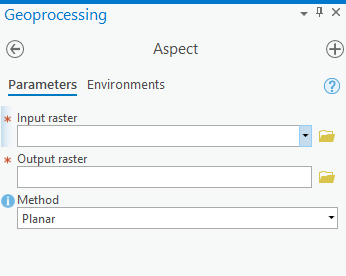 Geoprocessing
Aspect
Parameters Environments
* Input raster
* Output raster
Method
Planar